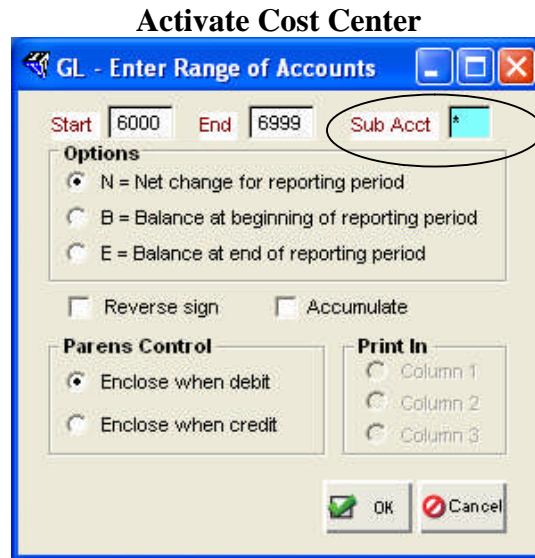 Activate Cost Center
GL - Enter Range of Accounts
Start 6000 End 6999 Sub Acct *
Options
N = Net change for reporting period
B = Balance at beginning of reporting period
E = Balance at end of reporting period
Reverse sign Accumulate
Parens Control Print In
Enclose when debit Column 1
Column 2
Enclose when credit Column 3
OK Cancel